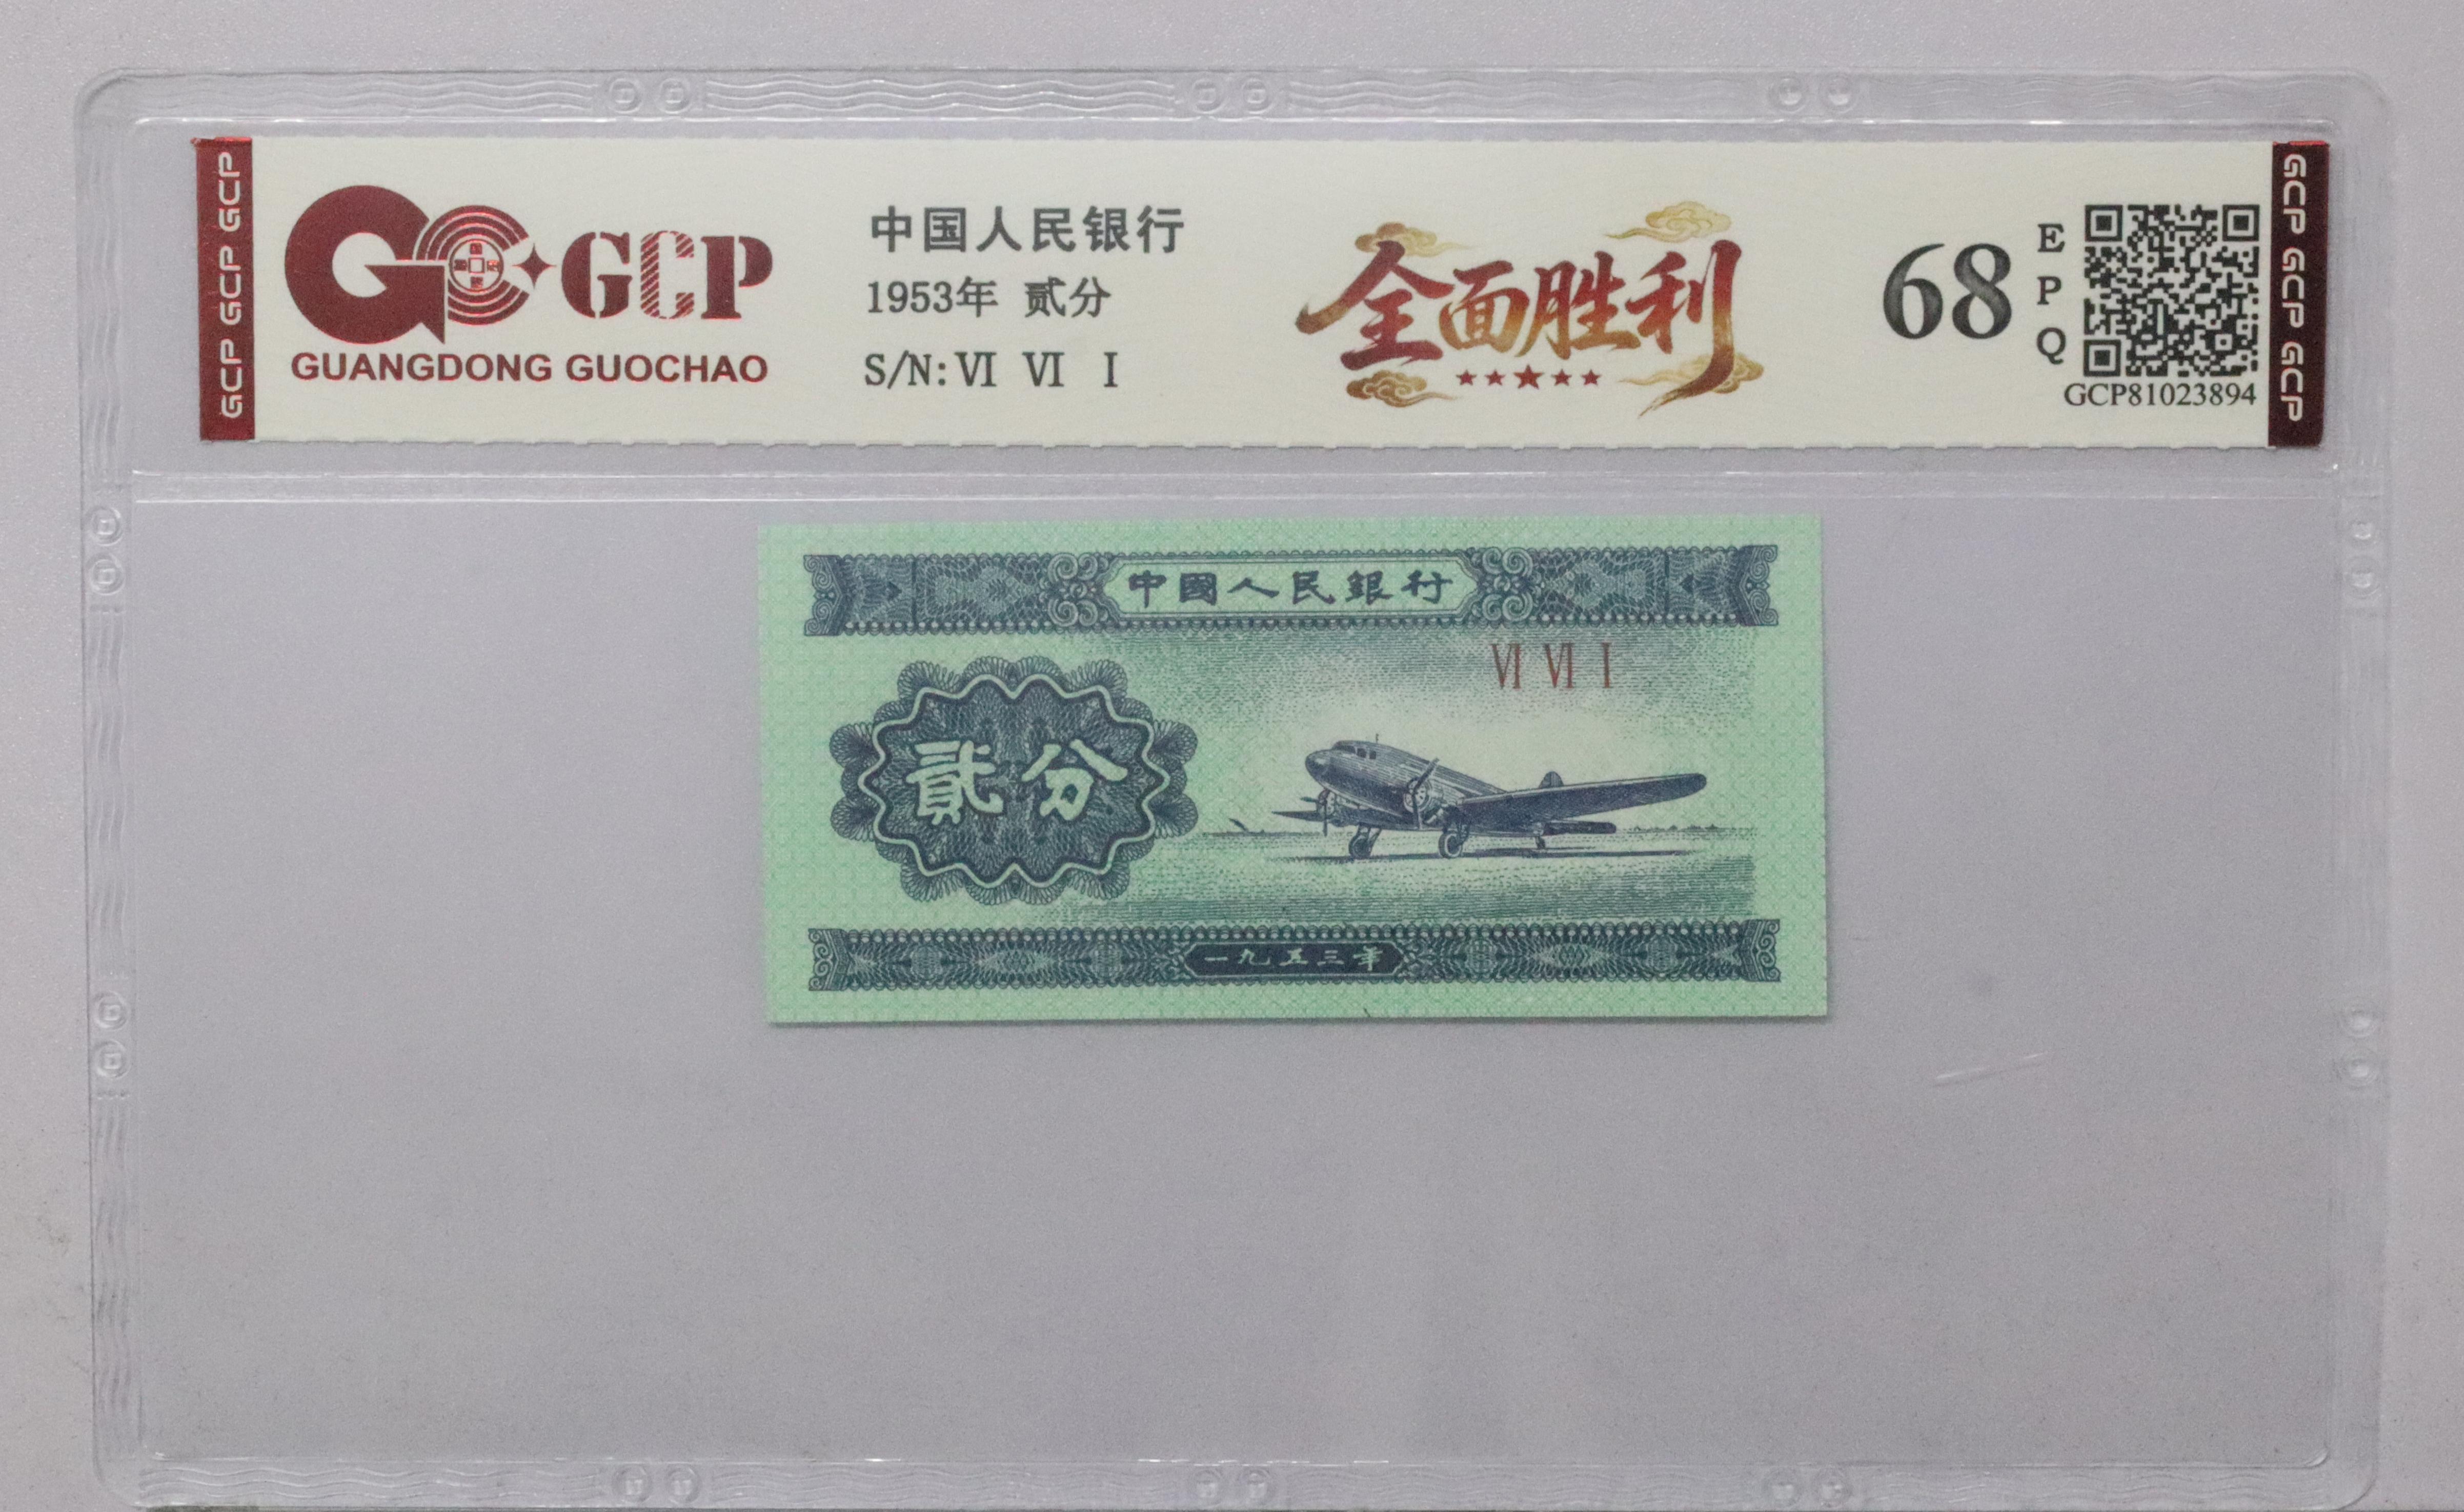 GCP GCP GCP
GCP
GUANGDONG GUOCHAO
中国人民银行
1953年 贰分
S/N: Ⅵ Ⅵ Ⅰ
全面胜利
68
EPQ
GCP81023894
GCP GCP GCP
中國人民銀行
Ⅵ Ⅵ Ⅰ
貳分
一九五三年